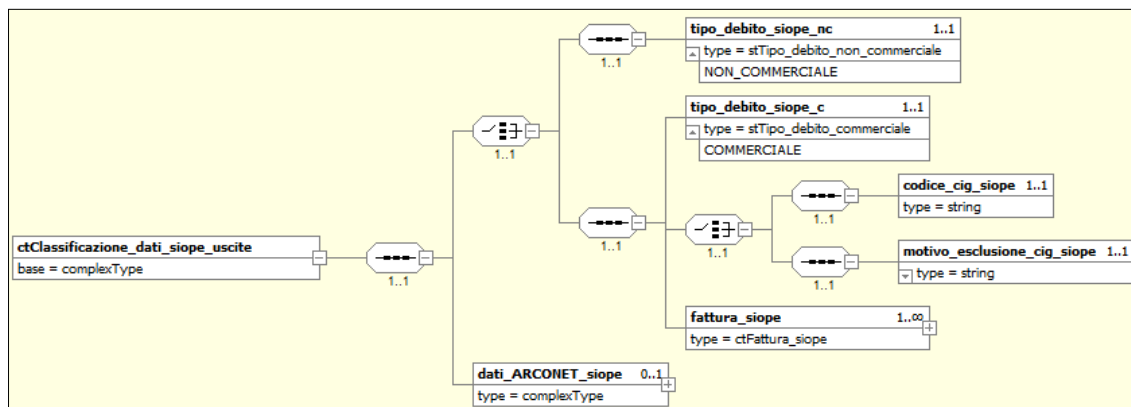 tipo_debito_siope_nc 1..1
type = stTipo_debito_non_commerciale
NON_COMMERCIALE
1..1
tipo_debito_siope_c 1..1
type = stTipo_debito_commerciale
COMMERCIALE
1..1
codice_cig_siope 1..1
type = string
1..1
ctClassificazione_dati_siope_uscite
base = complexType
1..1
1..1
1..1
motivo_esclusione_cig_siope 1..1
type = string
1..1
fattura_siope 1..∞
type = ctFattura_siope
dati_ARCONET_siope 0..1
type = complexType